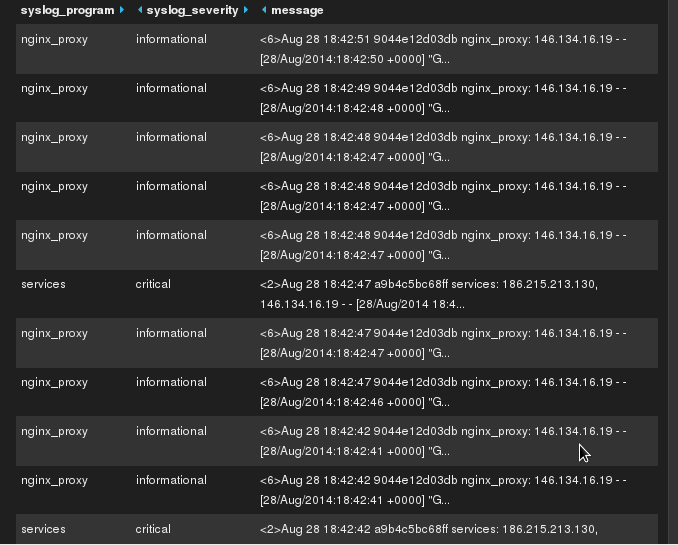 syslog_program syslog_severity message
nginx_proxy informational <6>Aug 28 18:42:51 9044e12d03db nginx_proxy: 146.134.16.19 - -
[28/Aug/2014:18:42:50 +0000] "G...
nginx_proxy informational <6>Aug 28 18:42:49 9044e12d03db nginx_proxy: 146.134.16.19 - -
[28/Aug/2014:18:42:48 +0000] "G...
nginx_proxy informational <6>Aug 28 18:42:48 9044e12d03db nginx_proxy: 146.134.16.19 - -
[28/Aug/2014:18:42:47 +0000] "G...
nginx_proxy informational <6>Aug 28 18:42:48 9044e12d03db nginx_proxy: 146.134.16.19 - -
[28/Aug/2014:18:42:47 +0000] "G...
nginx_proxy informational <6>Aug 28 18:42:48 9044e12d03db nginx_proxy: 146.134.16.19 - -
[28/Aug/2014:18:42:47 +0000] "G...
services critical <2>Aug 28 18:42:47 a9b4c5bc68ff services: 186.215.213.130,
146.134.16.19 - - [28/Aug/2014 18:4...
nginx_proxy informational <6>Aug 28 18:42:47 9044e12d03db nginx_proxy: 146.134.16.19 - -
[28/Aug/2014:18:42:47 +0000] "G...
nginx_proxy informational <6>Aug 28 18:42:47 9044e12d03db nginx_proxy: 146.134.16.19 - -
[28/Aug/2014:18:42:46 +0000] "G...
nginx_proxy informational <6>Aug 28 18:42:42 9044e12d03db nginx_proxy: 146.134.16.19 - -
[28/Aug/2014:18:42:41 +0000] "G...
nginx_proxy informational <6>Aug 28 18:42:42 9044e12d03db nginx_proxy: 146.134.16.19 - -
[28/Aug/2014:18:42:41 +0000] "G...
services critical <2>Aug 28 18:42:42 a9b4c5bc68ff services: 186.215.213.130,